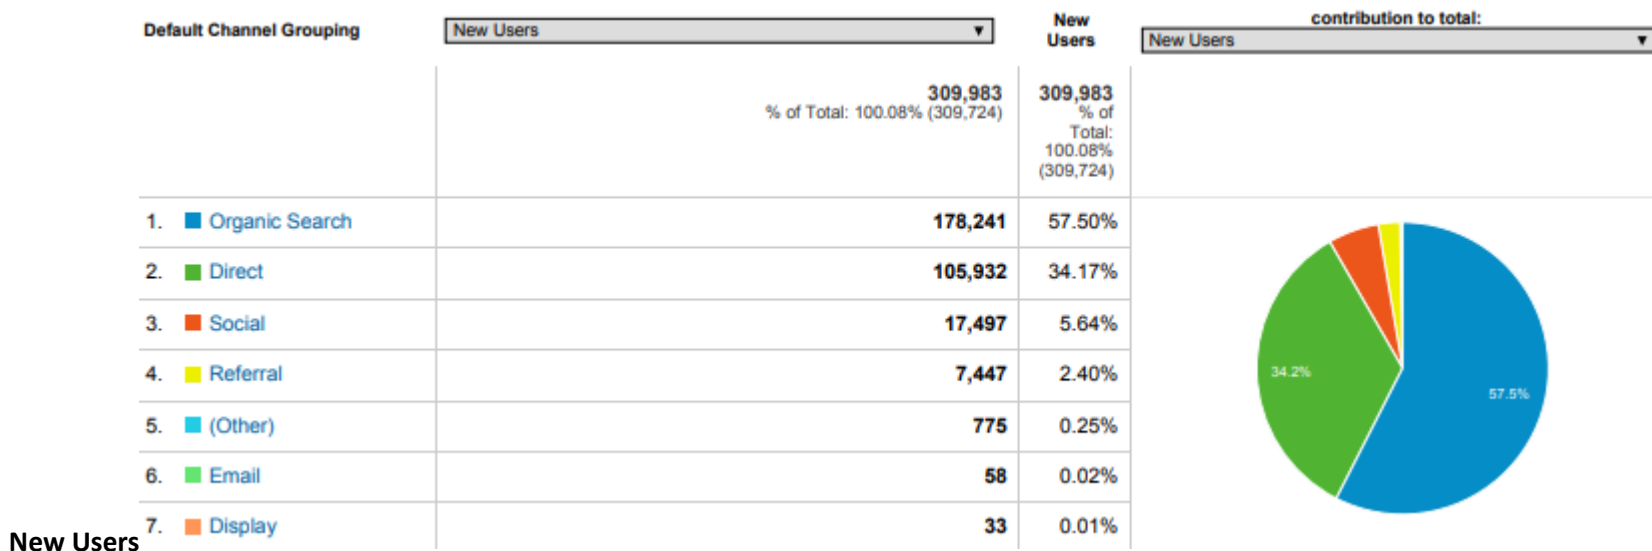 Default Channel Grouping
New Users ▼
New
Users
contribution to total:
New Users ▼
309,983
% of Total: 100.08% (309,724)
309,983
% of
Total:
100.08%
(309,724)
1. Organic Search 178,241 57.50%
2. Direct 105,932 34.17%
3. Social 17,497 5.64%
4. Referral 7,447 2.40%
5. (Other) 775 0.25%
6. Email 58 0.02%
7. Display 33 0.01%
34.2%
57.5%
New Users